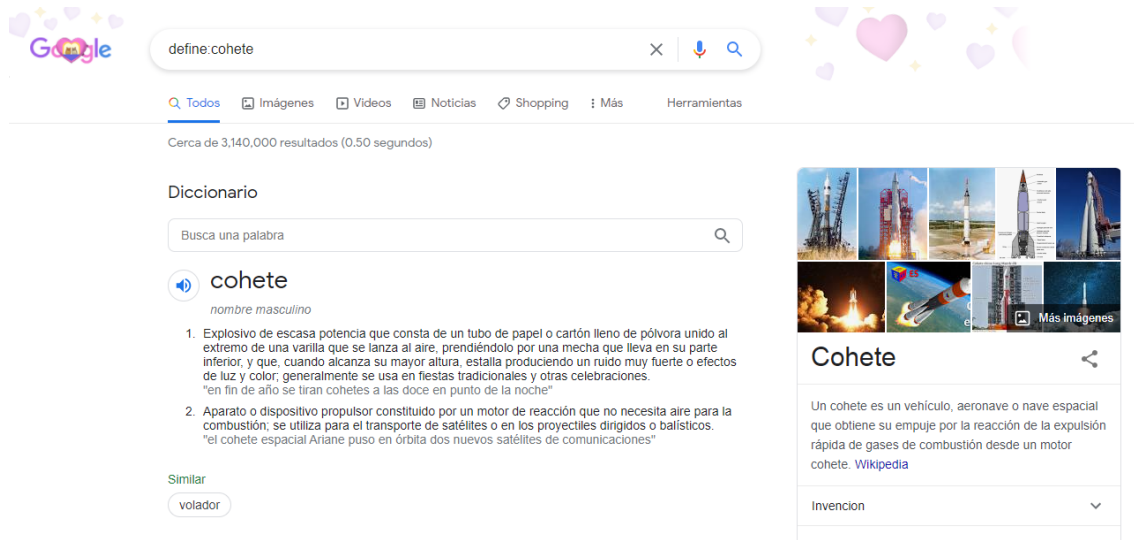 Google
define:cohete
Todos
Imágenes
Videos
Noticias
Shopping
Más
Herramientas
Cerca de 3,140,000 resultados (0.50 segundos)
Diccionario
Busca una palabra
cohete
nombre masculino
1. Explosivo de escasa potencia que consta de un tubo de papel o cartón lleno de pólvora unido al
extremo de una varilla que se lanza al aire, prendiéndolo por una mecha que lleva en su parte
inferior, y que, cuando alcanza su mayor altura, estalla produciendo un ruido muy fuerte o efectos
de luz y color; generalmente se usa en fiestas tradicionales y otras celebraciones.
"en fin de año se tiran cohetes a las doce en punto de la noche"
2. Aparato o dispositivo propulsor constituido por un motor de reacción que no necesita aire para la
combustión; se utiliza para el transporte de satélites o en los proyectiles dirigidos o balísticos.
"el cohete espacial Ariane puso en órbita dos nuevos satélites de comunicaciones"
Similar
volador
ES
Más imágenes
Cohete
Un cohete es un vehículo, aeronave o nave espacial
que obtiene su empuje por la reacción de la expulsión
rápida de gases de combustión desde un motor
cohete. Wikipedia
Invencion